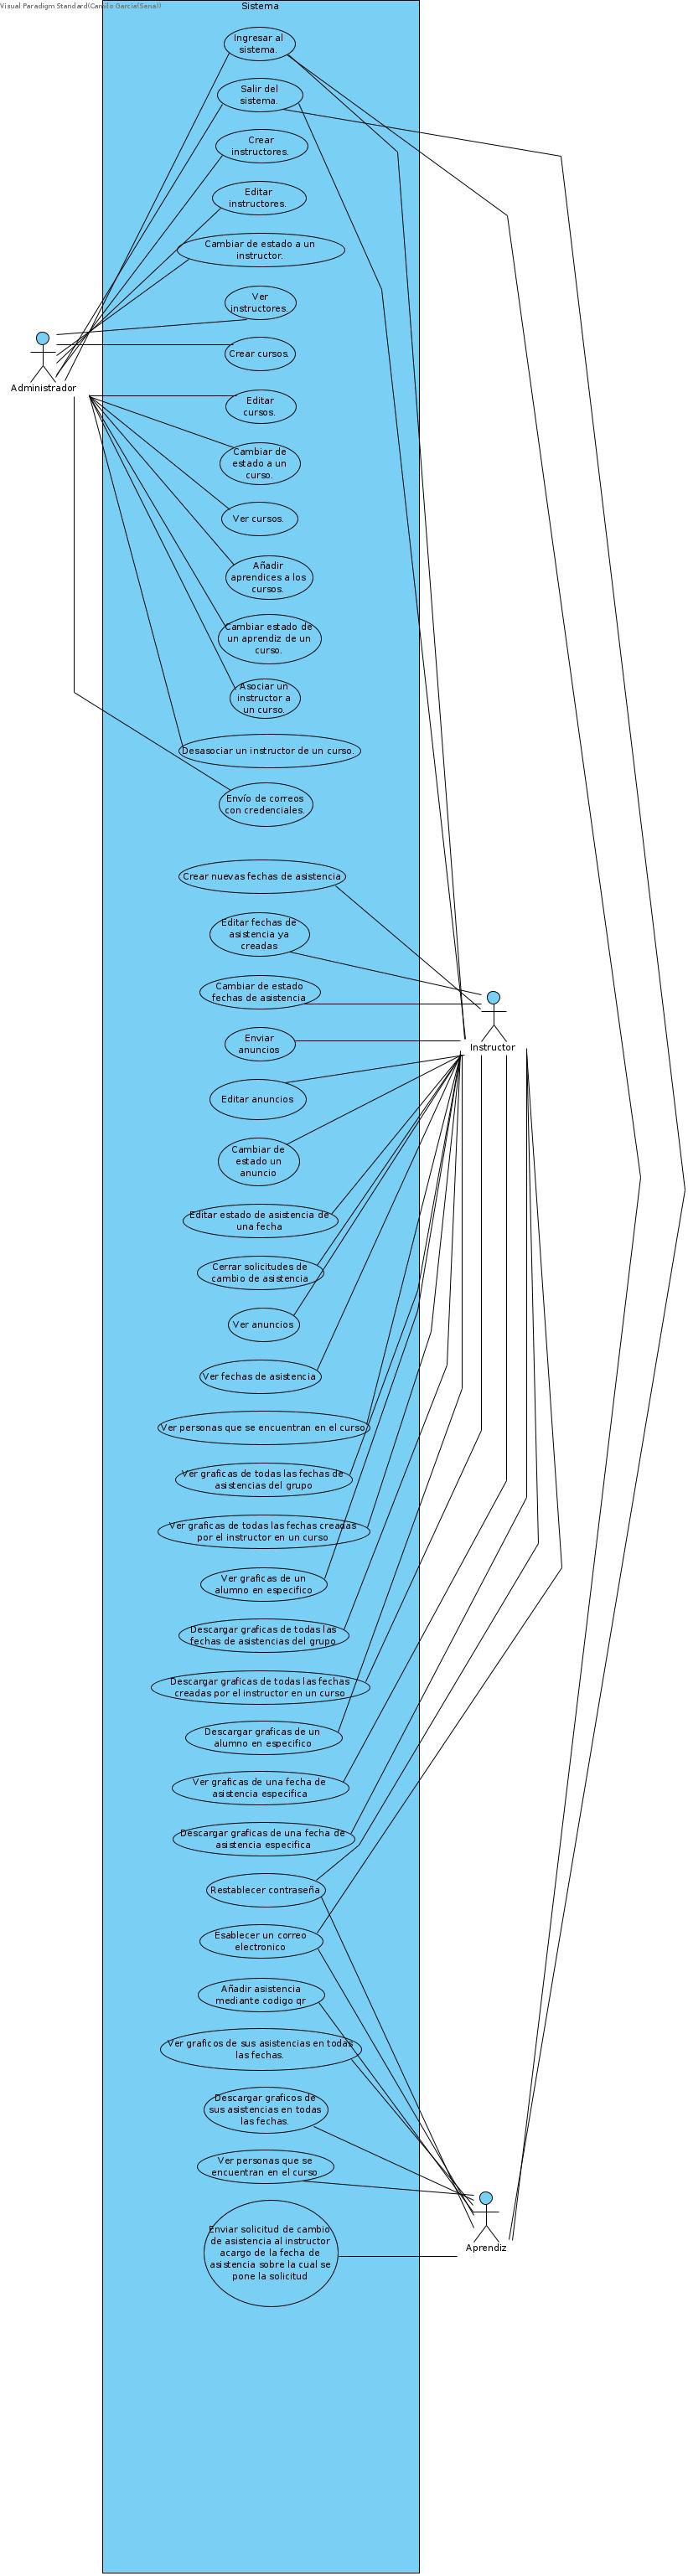 Visual Paradigm Standard(Camilo Garcia(Sena))
Sistema
Ingresar al
sistema.
Salir del
sistema.
Crear
instructores.
Editar
instructores.
Cambiar de estado a un
instructor.
Ver
instructores.
Administrador
Crear cursos.
Editar
cursos.
Cambiar de
estado a un
curso.
Ver cursos.
Añadir
aprendices a los
cursos.
Cambiar estado de
un aprendiz de un
curso.
Asociar un
instructor a
un curso.
Desasociar un instructor de un curso.
Envío de correos
con credenciales.
Crear nuevas fechas de asistencia
Editar fechas de
asistencia ya
creadas
Cambiar de estado
fechas de asistencia
Enviar
anuncios
Instructor
Editar anuncios
Cambiar de
estado un
anuncio
Editar estado de asistencia de
una fecha
Cerrar solicitudes de
cambio de asistencia
Ver anuncios
Ver fechas de asistencia
Ver personas que se encuentran en el curso
Ver graficas de todas las fechas de
asistencias del grupo
Ver graficas de todas las fechas creadas
por el instructor en un curso
Ver graficas de un
alumno en especifico
Descargar graficas de todas las
fechas de asistencias del grupo
Descargar graficas de todas las fechas
creadas por el instructor en un curso
Descargar graficas de un
alumno en especifico
Ver graficas de una fecha de
asistencia especifica
Descargar graficas de una fecha de
asistencia especifica
Restablecer contraseña
Esablecer un correo
electronico
Añadir asistencia
mediante codigo qr
Ver graficos de sus asistencias en todas
las fechas.
Descargar graficos de
sus asistencias en todas
las fechas.
Ver personas que se
encuentran en el curso
Enviar solicitud de cambio
de asistencia al instructor
acargo de la fecha de
asistencia sobre la cual se
pone la solicitud
Aprendiz